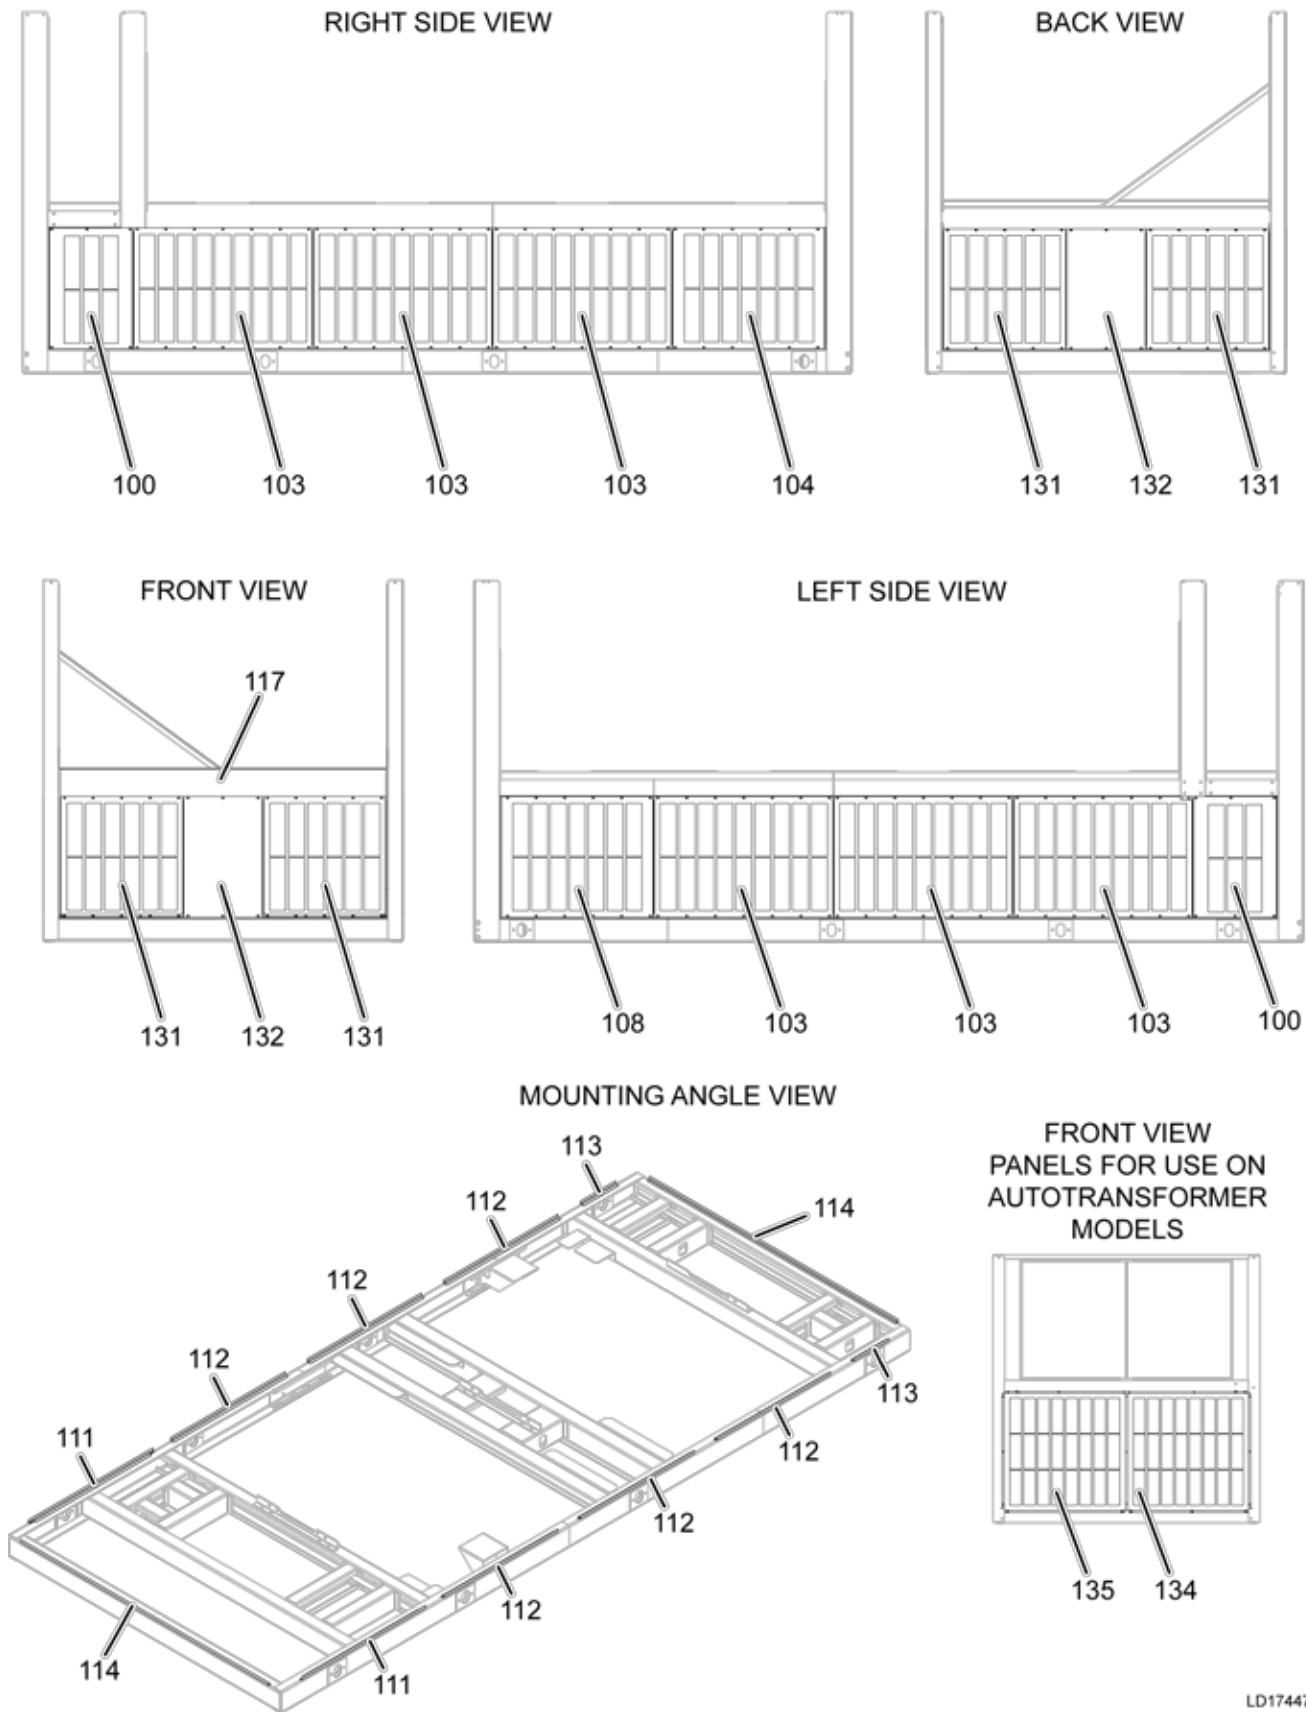 RIGHT SIDE VIEW
BACK VIEW
100 103 103 103 104
131 132 131
FRONT VIEW
LEFT SIDE VIEW
117
131 132 131
108 103 103 103 100
MOUNTING ANGLE VIEW
FRONT VIEW
PANELS FOR USE ON
AUTOTRANSFORMER
MODELS
113
112
114
112
112
113
111
112
112
112
135 134
114
111
LD17447